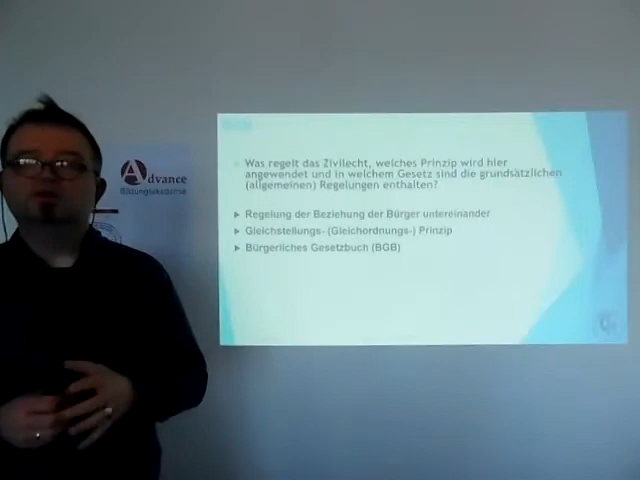 Advance
Bildungsakademie
Was regelt das Zivilecht, welches Prinzip wird hier
angewendet und in welchem Gesetz sind die grundsätzlichen
(allgemeinen) Regelungen enthalten?
Regelung der Beziehung der Bürger untereinander
Gleichstellungs- (Gleichordnungs-) Prinzip
Bürgerliches Gesetzbuch (BGB)